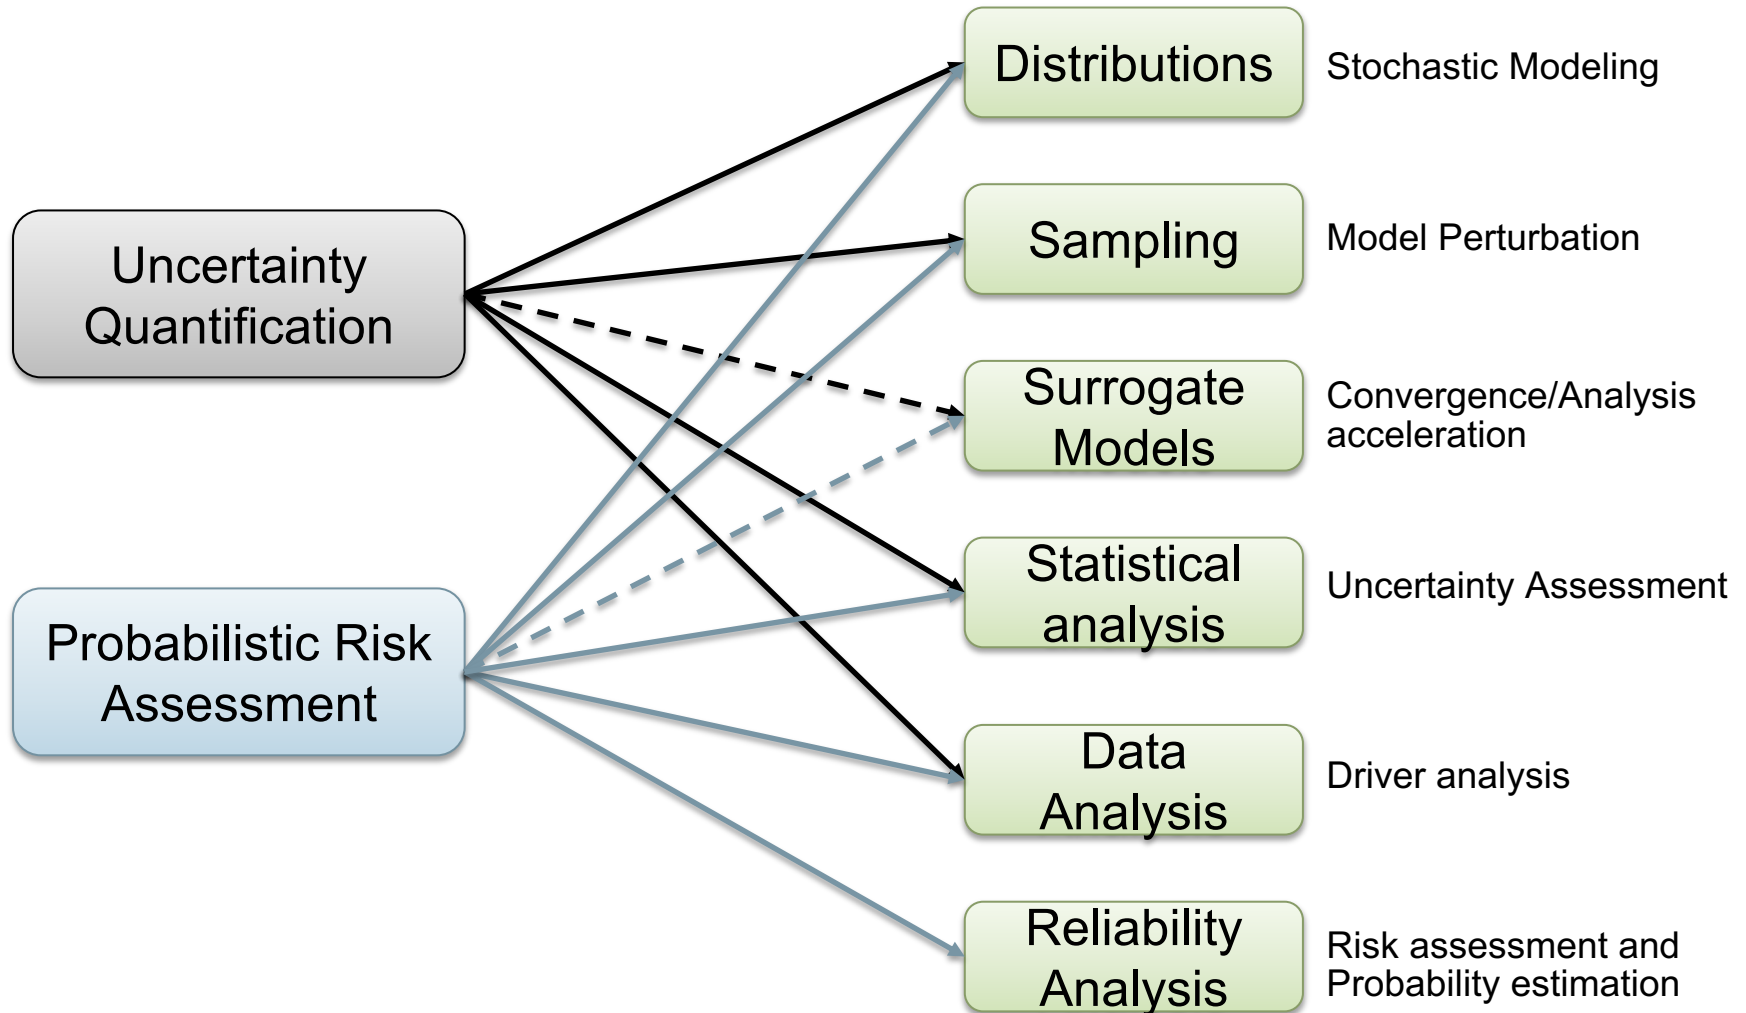 Distributions
Stochastic Modeling
Uncertainty
Quantification
Sampling
Model Perturbation
Surrogate
Models
Convergence/Analysis
acceleration
Probabilistic Risk
Assessment
Statistical
analysis
Uncertainty Assessment
Data
Analysis
Driver analysis
Reliability
Analysis
Risk assessment and
Probability estimation